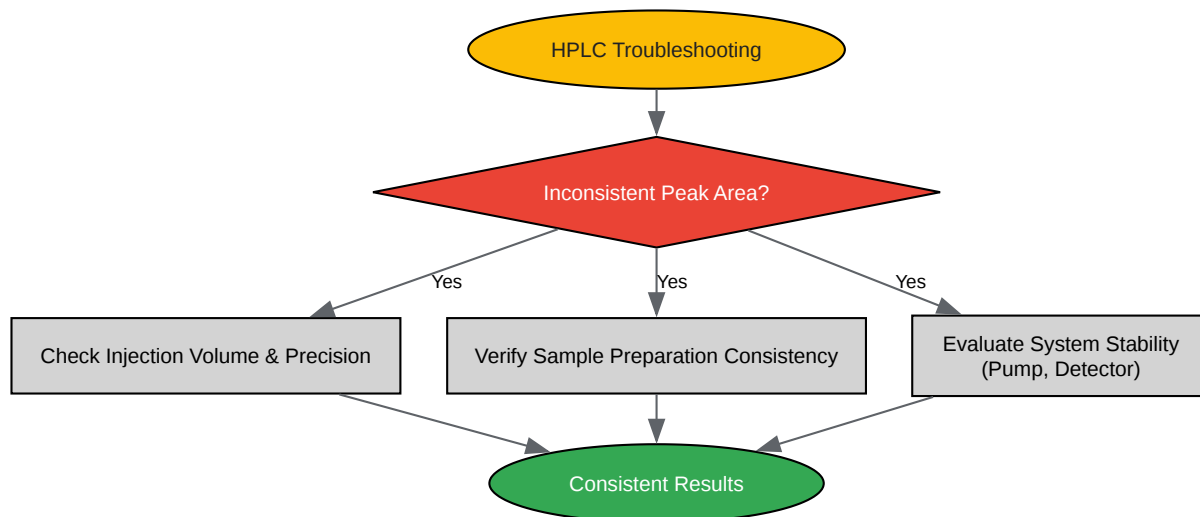 HPLC Troubleshooting
Inconsistent Peak Area?
Yes
Yes
Yes
Check Injection Volume & Precision
Verify Sample Preparation Consistency
Evaluate System Stability
(Pump, Detector)
Consistent Results